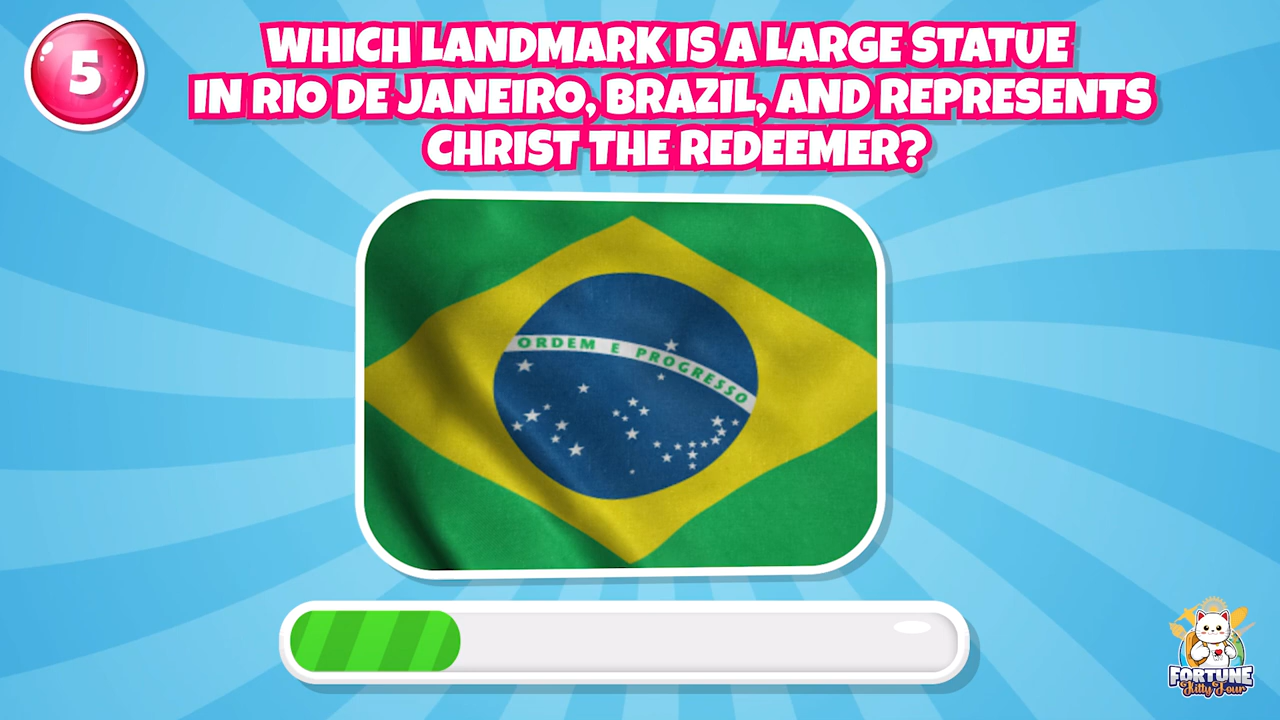 5
WHICH LANDMARK IS A LARGE STATUE
IN RIO DE JANEIRO, BRAZIL, AND REPRESENTS
CHRIST THE REDEEMER?
ORDEM E PROGRESSO
FORTUNE
Kitty Tour